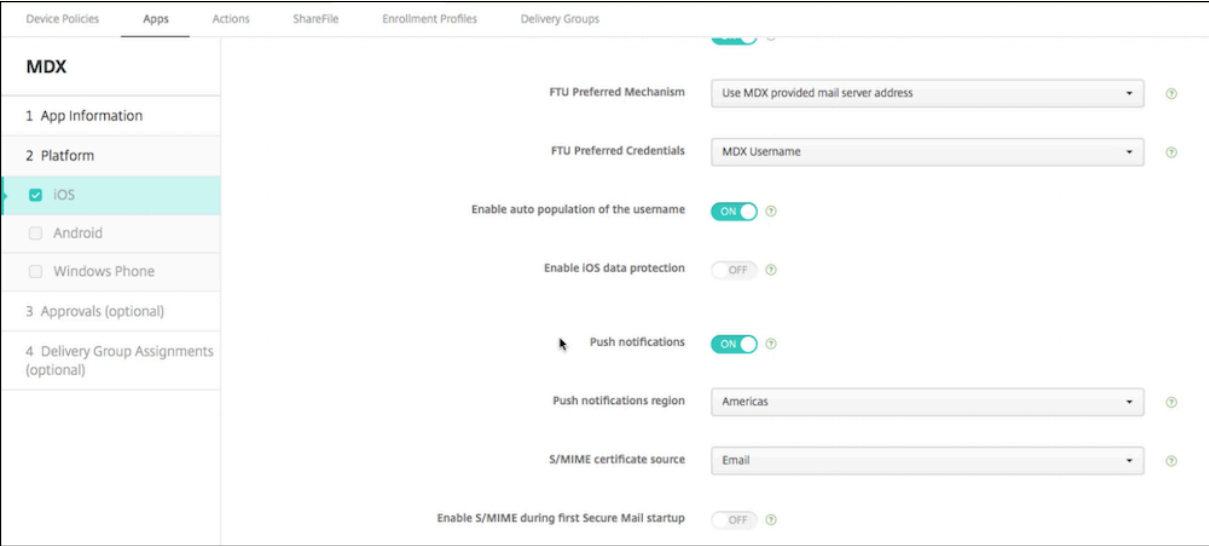 Device Policies Apps Actions ShareFile Enrollment Profiles Delivery Groups
MDX
1 App Information
2 Platform
iOS
Android
Windows Phone
3 Approvals (optional)
4 Delivery Group Assignments
(optional)
FTU Preferred Mechanism Use MDX provided mail server address
FTU Preferred Credentials MDX Username
Enable auto population of the username ON
Enable iOS data protection OFF
Push notifications ON
Push notifications region Americas
S/MIME certificate source Email
Enable S/MIME during first Secure Mail startup OFF